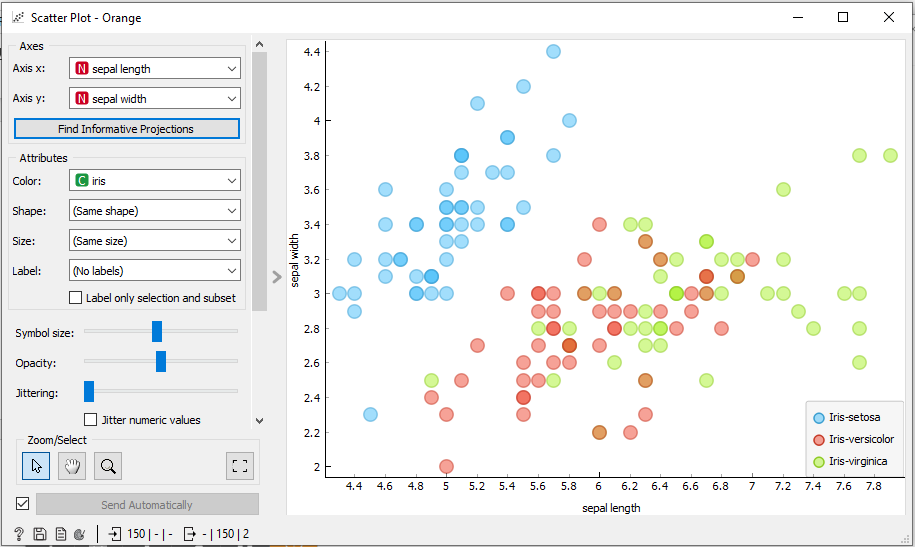 Scatter Plot - Orange
Axes
Axis x: N sepal length
Axis y: N sepal width
Find Informative Projections
Attributes
Color: C iris
Shape: (Same shape)
Size: (Same size)
Label: (No labels)
Label only selection and subset
Symbol size:
Opacity:
Jittering:
Jitter numeric values
Zoom/Select
Send Automatically
? 150 | - | - - | 150 | 2
sepal width
4.4
4.2
4
3.8
3.6
3.4
3.2
3
2.8
2.6
2.4
2.2
2
4.4 4.6 4.8 5 5.2 5.4 5.6 5.8 6 6.2 6.4 6.6 6.8 7 7.2 7.4 7.6 7.8
sepal length
Iris-setosa
Iris-versicolor
Iris-virginica